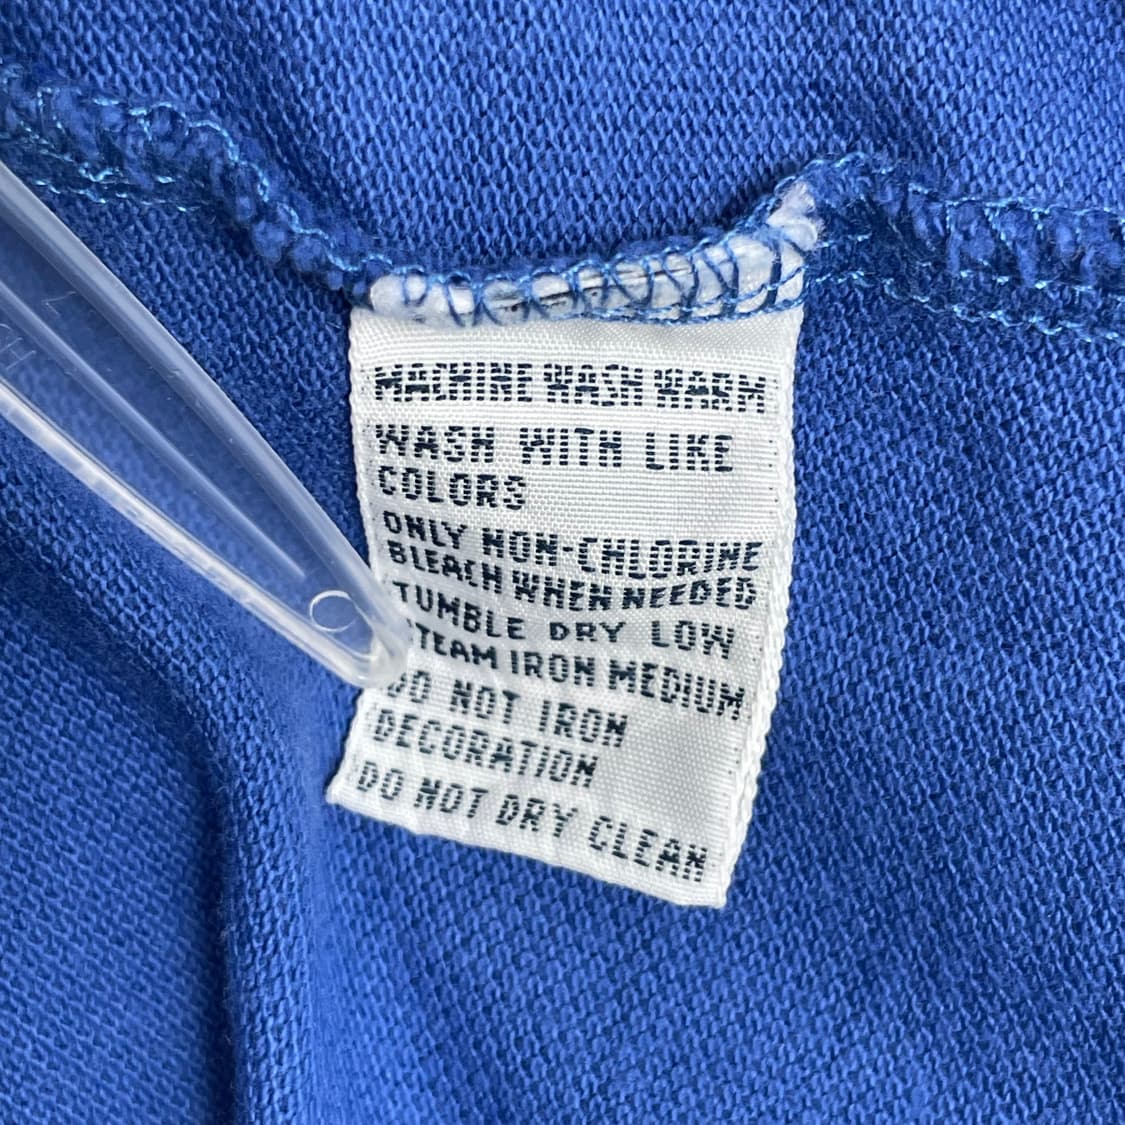 MACHINE WASH WARM
WASH WITH LIKE
COLORS
ONLY NON-CHLORINE
BLEACH WHEN NEEDED
TUMBLE DRY LOW
STEAM IRON MEDIUM
DO NOT IRON
DECORATION
DO NOT DRY CLEAN